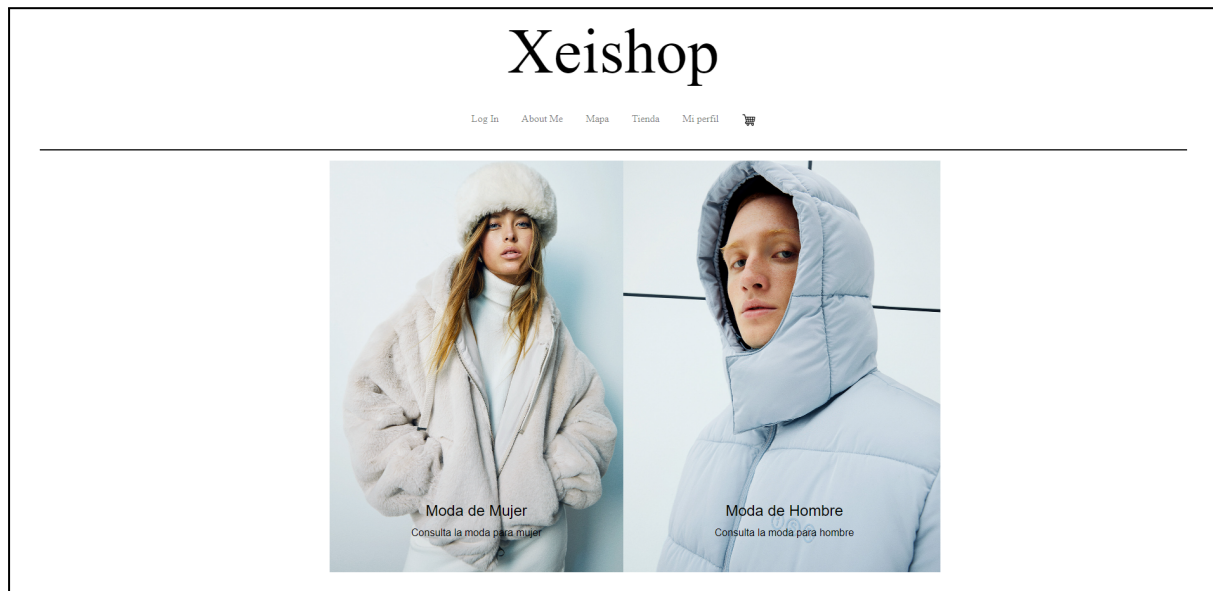 Xeishop
Log In About Me Mapa Tienda Mi perfil
Moda de Mujer
Consulta la moda para mujer
Moda de Hombre
Consulta la moda para hombre